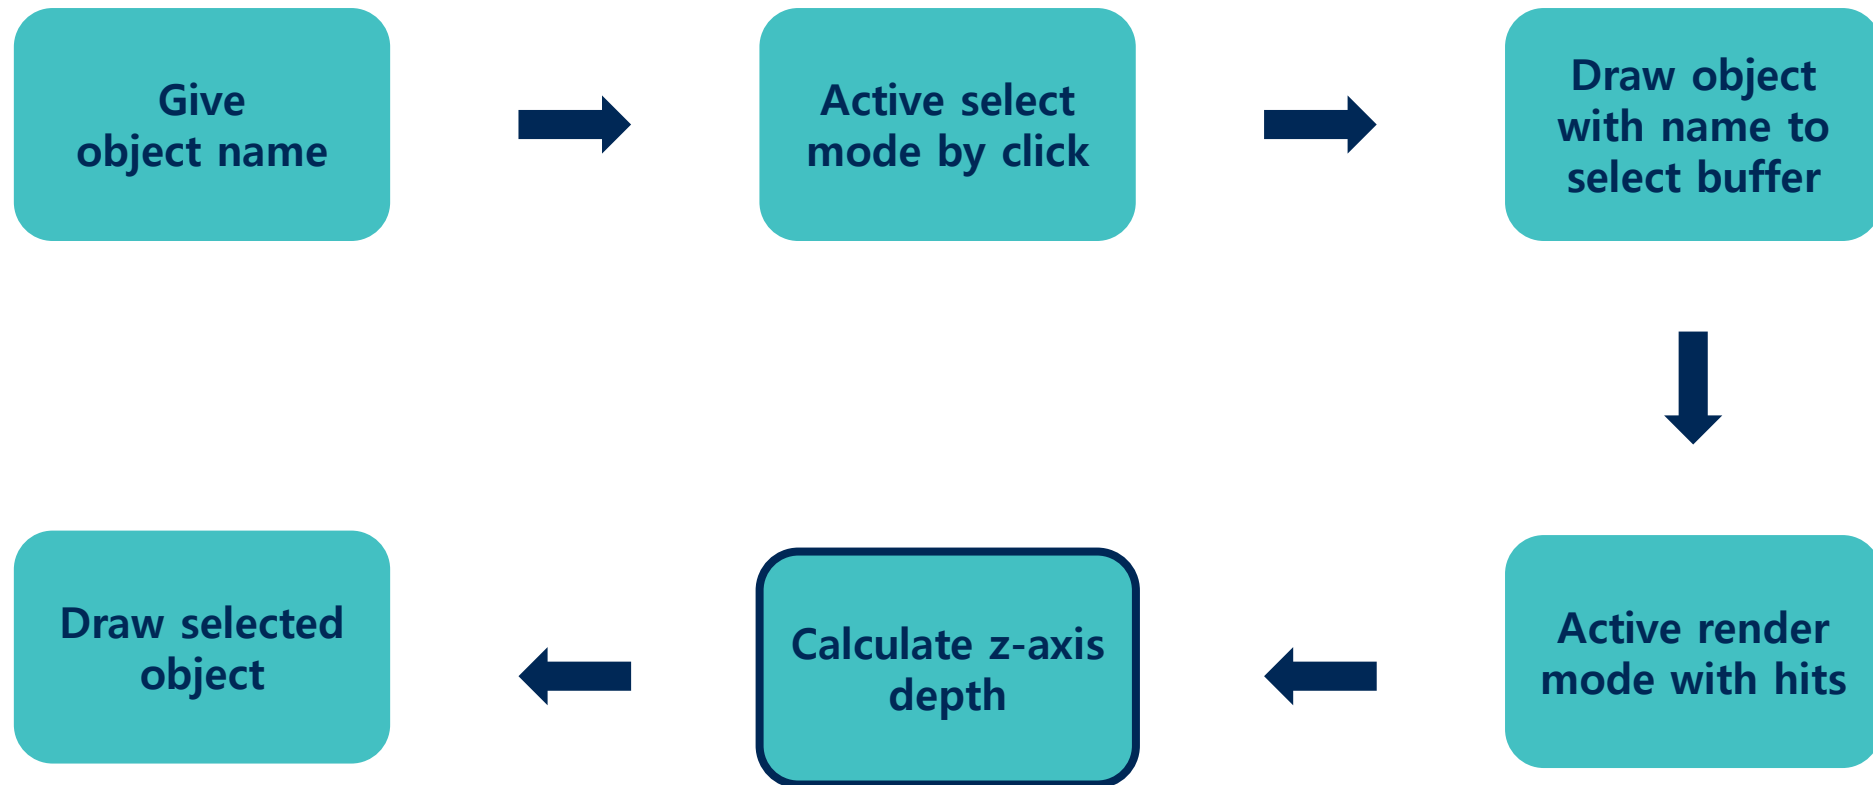 Give
object name
Active select
mode by click
Draw object
with name to
select buffer
Active render
mode with hits
Calculate z-axis
depth
Draw selected
object